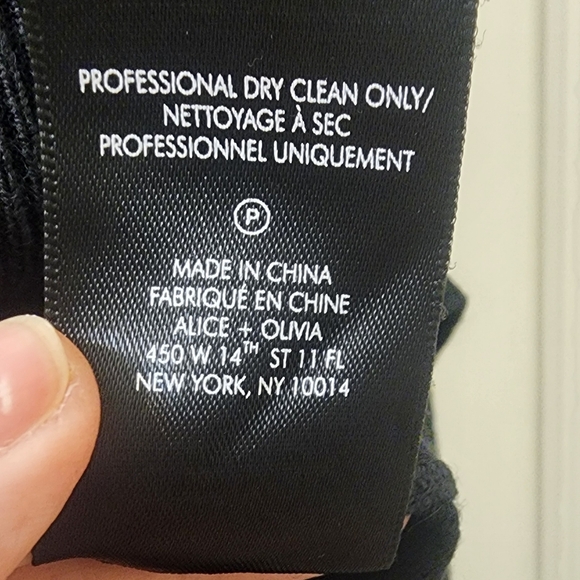 PROFESSIONAL DRY CLEAN ONLY/
NETTOYAGE À SEC
PROFESSIONNEL UNIQUEMENT
P
MADE IN CHINA
FABRIQUÉ EN CHINE
ALICE + OLIVIA
450 W 14TH ST 11 FL
NEW YORK, NY 10014